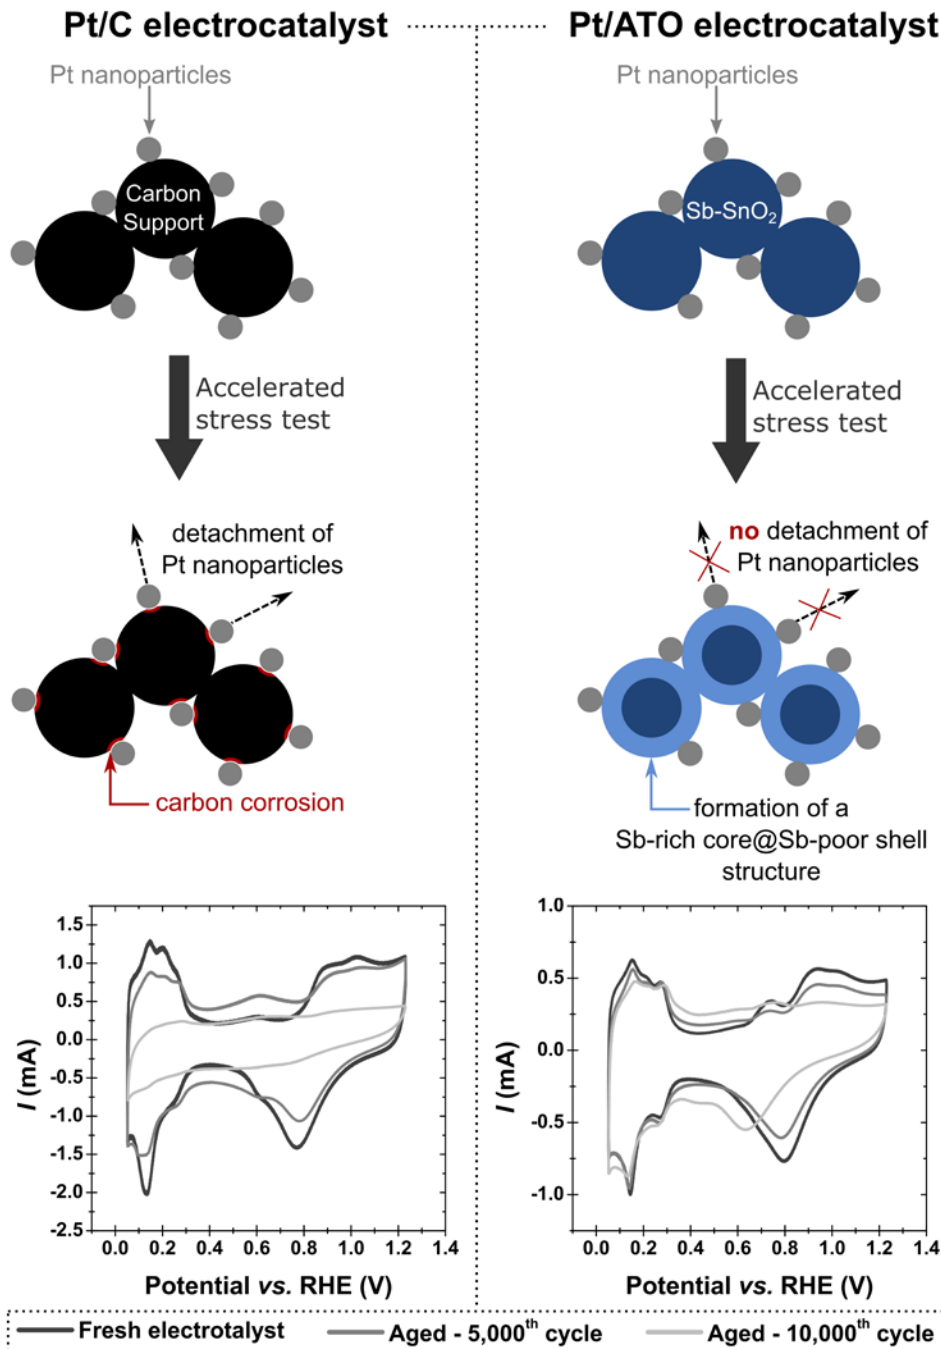 Pt/C electrocatalyst
Pt nanoparticles
Carbon
Support
Accelerated
stress test
detachment of
Pt nanoparticles
carbon corrosion
1.5
1.0
0.5
0.0
-0.5
-1.0
-1.5
-2.0
-2.5
I (mA)
0.0 0.2 0.4 0.6 0.8 1.0 1.2 1.4
Potential vs. RHE (V)
Pt/ATO electrocatalyst
Pt nanoparticles
Sb-SnO₂
Accelerated
stress test
no detachment of
Pt nanoparticles
formation of a
Sb-rich core@Sb-poor shell
structure
1.0
0.5
0.0
-0.5
-1.0
I (mA)
0.0 0.2 0.4 0.6 0.8 1.0 1.2 1.4
Potential vs. RHE (V)
Fresh electrotalyst Aged - 5,000th cycle Aged - 10,000th cycle